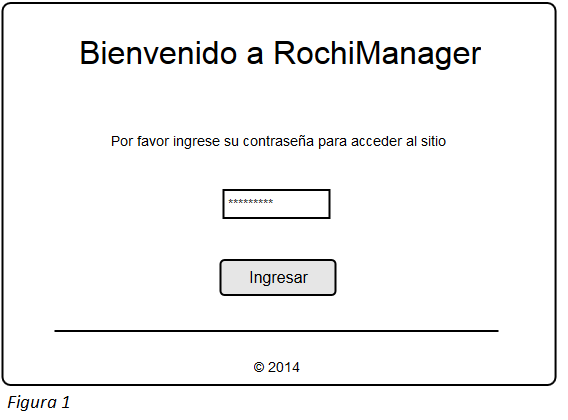 Bienvenido a RochiManager
Por favor ingrese su contraseña para acceder al sitio
*********
Ingresar
© 2014
Figura 1